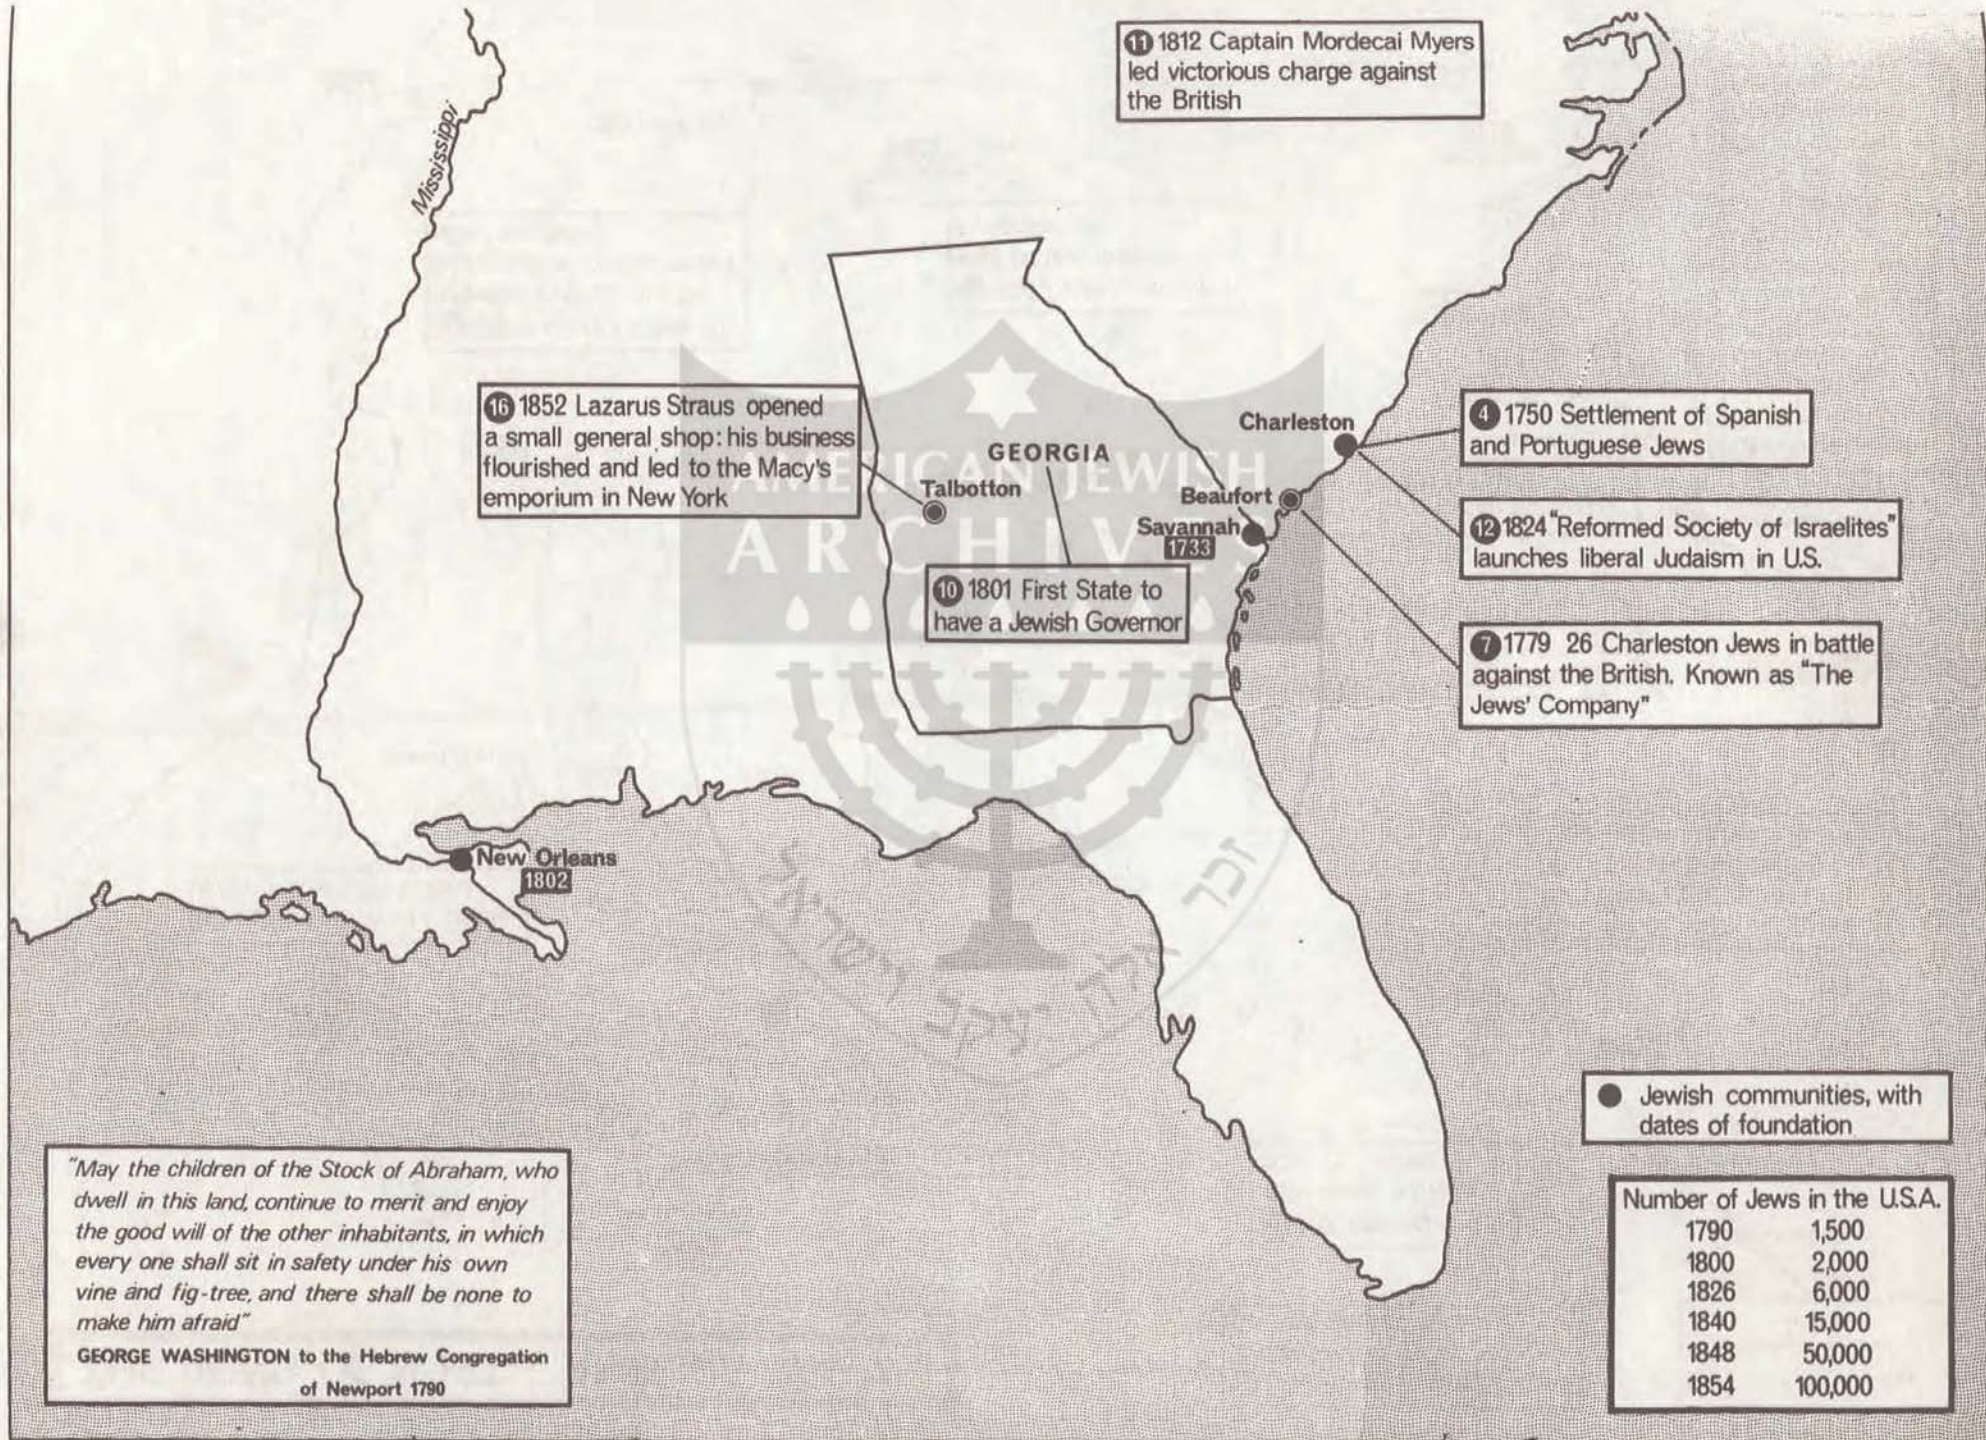 ⓫ 1812 Captain Mordecai Myers
led victorious charge against
the British
Mississippi
⓰ 1852 Lazarus Straus opened
a small general shop: his business
flourished and led to the Macy's
emporium in New York
GEORGIA
Talbotton
Charleston
Beaufort
Savannah
1733
❹ 1750 Settlement of Spanish
and Portuguese Jews
⓬ 1824 "Reformed Society of Israelites"
launches liberal Judaism in U.S.
❿ 1801 First State to
have a Jewish Governor
❼ 1779 26 Charleston Jews in battle
against the British. Known as "The
Jews' Company"
AMERICAN JEWISH
ARCHIVES
New Orleans
1802
זכר
אלה יעקב
● Jewish communities, with
dates of foundation
"May the children of the Stock of Abraham, who
dwell in this land, continue to merit and enjoy
the good will of the other inhabitants, in which
every one shall sit in safety under his own
vine and fig-tree, and there shall be none to
make him afraid"
GEORGE WASHINGTON to the Hebrew Congregation
of Newport 1790
Number of Jews in the U.S.A.
1790 1,500
1800 2,000
1826 6,000
1840 15,000
1848 50,000
1854 100,000